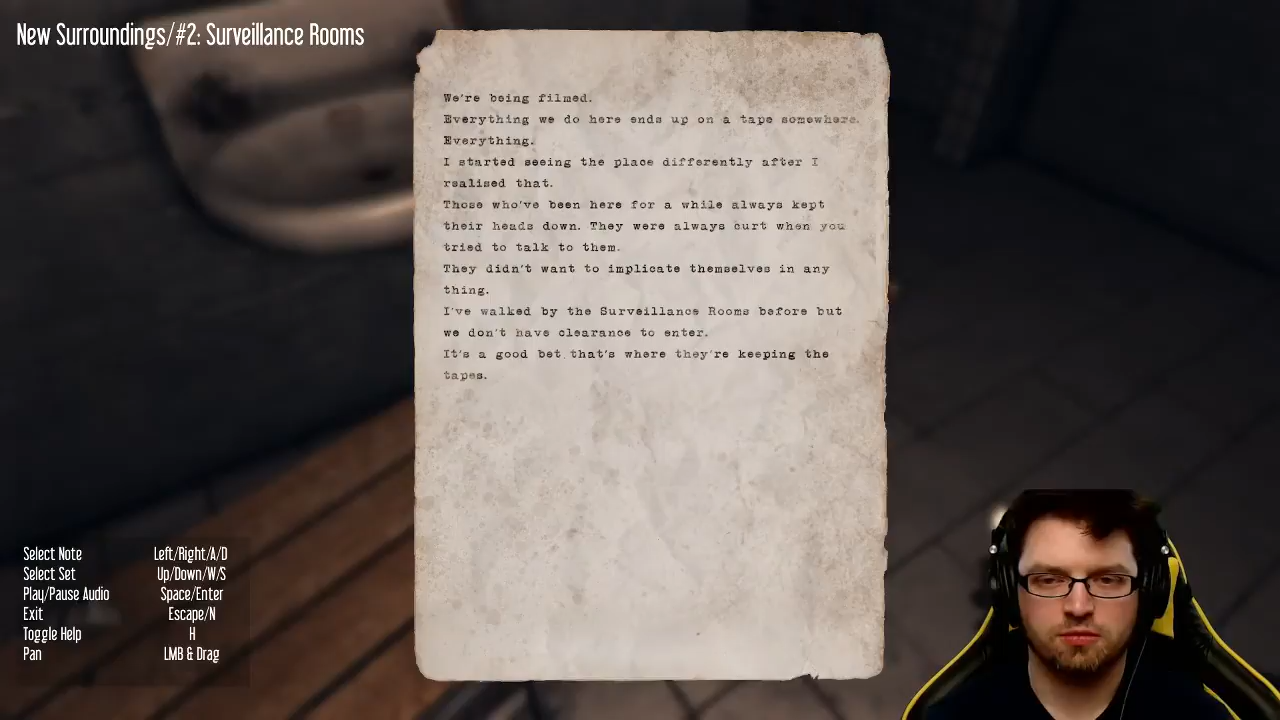 New Surroundings/#2: Surveillance Rooms
We're being filmed.
Everything we do here ends up on a tape somewhere.
Everything.
I started seeing the place differently after I
realised that.
Those who've been here for a while always kept
their heads down. They were always curt when you
tried to talk to them.
They didn't want to implicate themselves in any
thing.
I've walked by the Surveillance Rooms before but
we don't have clearance to enter.
It's a good bet that's where they're keeping the
tapes.
Select Note Left/Right/A/D
Select Set Up/Down/W/S
Play/Pause Audio Space/Enter
Exit Escape/N
Toggle Help H
Pan LMB & Drag